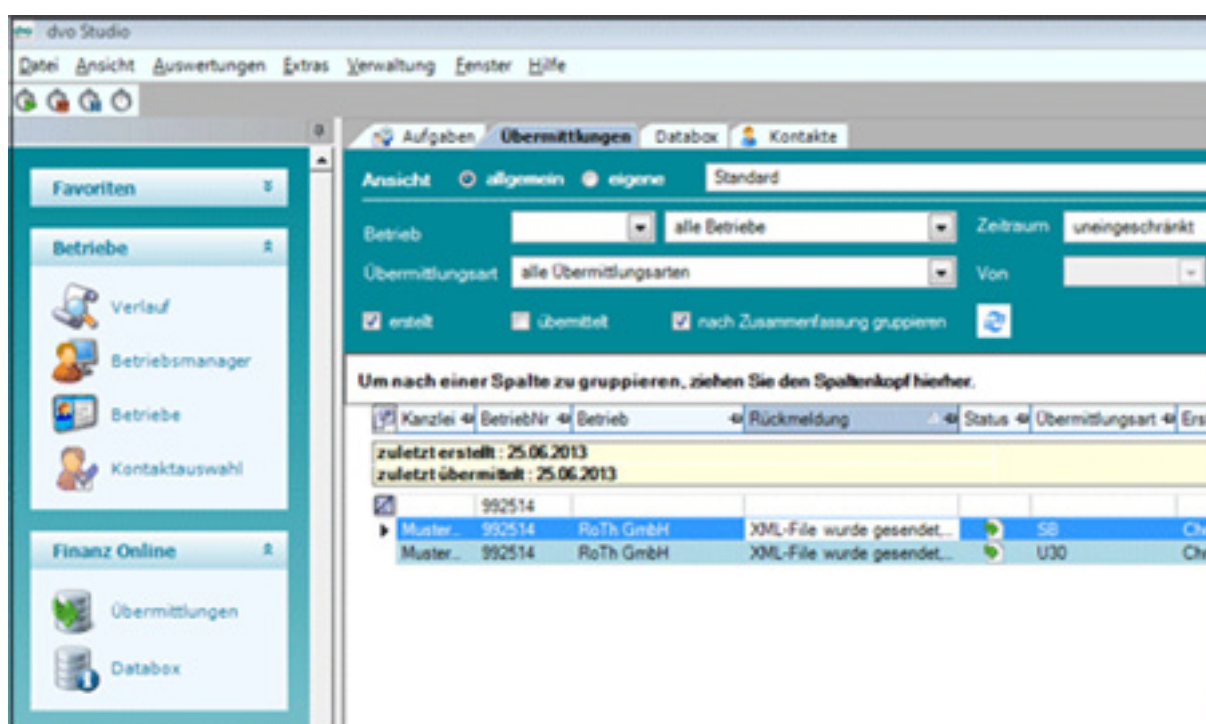 dvo Studio
Datei Ansicht Auswertungen Extras Verwaltung Fenster Hilfe
Aufgaben Übermittlungen Databox Kontakte
Favoriten
Ansicht allgemein eigene Standard
Betriebe
Betrieb alle Betriebe Zeitraum uneingeschränkt
Übermittlungsart alle Übermittlungsarten Von
Verlauf
erstellt übermittelt nach Zusammenfassung gruppieren
Betriebsmanager
Um nach einer Spalte zu gruppieren, ziehen Sie den Spaltenkopf hierher.
Betriebe
Kanzlei BetriebNr Betrieb Rückmeldung Status Übermittlungsart Ers
zuletzt erstellt : 25.06.2013
Kontaktauswahl
zuletzt übermittelt : 25.06.2013
992514
Muster... 992514 RoTh GmbH XML-File wurde gesendet,... SB Ch
Finanz Online
Muster... 992514 RoTh GmbH XML-File wurde gesendet,... U30 Ch
Übermittlungen
Databox